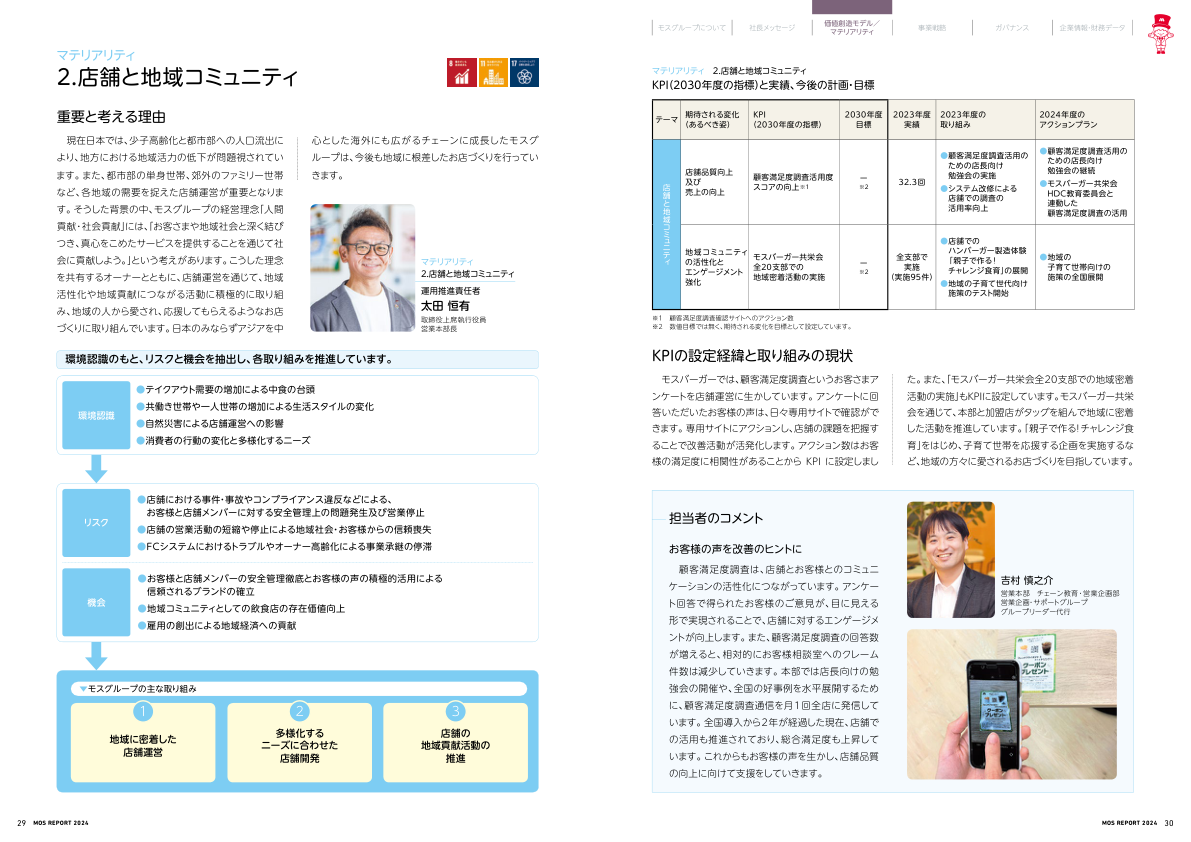 マテリアリティ
2.店舗と地域コミュニティ
8
11
17
重要と考える理由
現在日本では、少子高齢化と都市部への人口流出に
より、地方における地域活力の低下が問題視されてい
ます。また、都市部の単身世帯、郊外のファミリー世帯
など、各地域の需要を捉えた店舗運営が重要となりま
す。そうした背景の中、モスグループの経営理念「人間
貢献・社会貢献」には、「お客さまや地域社会と深く結び
つき、真心をこめたサービスを提供することを通じて社
会に貢献しよう。」という考えがあります。こうした理念
を共有するオーナーとともに、店舗運営を通じて、地域
活性化や地域貢献につながる活動に積極的に取り組
み、地域の人から愛され、応援してもらえるようなお店
づくりに取り組んでいます。日本のみならずアジアを中
心とした海外にも広がるチェーンに成長したモスグ
ループは、今後も地域に根差したお店づくりを行ってい
きます。
マテリアリティ
2.店舗と地域コミュニティ
運用推進責任者
太田 恒有
取締役上席執行役員
営業本部長
環境認識のもと、リスクと機会を抽出し、各取り組みを推進しています。
環境認識
●テイクアウト需要の増加による中食の台頭
●共働き世帯や一人世帯の増加による生活スタイルの変化
●自然災害による店舗運営への影響
●消費者の行動の変化と多様化するニーズ
リスク
●店舗における事件・事故やコンプライアンス違反などによる、
お客様と店舗メンバーに対する安全管理上の問題発生及び営業停止
●店舗の営業活動の短縮や停止による地域社会・お客様からの信頼喪失
●FCシステムにおけるトラブルやオーナー高齢化による事業承継の停滞
機会
●お客様と店舗メンバーの安全管理徹底とお客様の声の積極的活用による
信頼されるブランドの確立
●地域コミュニティとしての飲食店の存在価値向上
●雇用の創出による地域経済への貢献
▼モスグループの主な取り組み
1
地域に密着した
店舗運営
2
多様化する
ニーズに合わせた
店舗開発
3
店舗の
地域貢献活動の
推進
29 MOS REPORT 2024
モスグループについて
社長メッセージ
価値創造モデル／
マテリアリティ
事業戦略
ガバナンス
企業情報・財務データ
マテリアリティ 2.店舗と地域コミュニティ
KPI（2030年度の指標）と実績、今後の計画・目標
テーマ
期待される変化
（あるべき姿）
KPI
（2030年度の指標）
2030年度
目標
2023年度
実績
2023年度の
取り組み
2024年度の
アクションプラン
店舗と地域コミュニティ
店舗品質向上
及び
売上の向上
顧客満足度調査活用度
スコアの向上※1
―
※2
32.3回
●顧客満足度調査活用の
ための店長向け
勉強会の実施
●システム改修による
店舗での調査の
活用率向上
●顧客満足度調査活用の
ための店長向け
勉強会の継続
●モスバーガー共栄会
HDC教育委員会と
連動した
顧客満足度調査の活用
地域コミュニティ
の活性化と
エンゲージメント
強化
モスバーガー共栄会
全20支部での
地域密着活動の実施
―
※2
全支部で
実施
（実施95件）
●店舗での
ハンバーガー製造体験
「親子で作る！
チャレンジ食育」の展開
●地域の子育て世代向け
施策のテスト開始
●地域の
子育て世帯向けの
施策の全国展開
※1 顧客満足度調査確認サイトへのアクション数
※2 数値目標では無く、期待される変化を目標として設定しています。
KPIの設定経緯と取り組みの現状
モスバーガーでは、顧客満足度調査というお客さまア
ンケートを店舗運営に生かしています。アンケートに回
答いただいたお客様の声は、日々専用サイトで確認がで
きます。専用サイトにアクションし、店舗の課題を把握す
ることで改善活動が活発化します。アクション数はお客
様の満足度に相関性があることから KPI に設定しまし
た。また、「モスバーガー共栄会全20支部での地域密着
活動の実施」もKPIに設定しています。モスバーガー共栄
会を通じて、本部と加盟店がタッグを組んで地域に密着
した活動を推進しています。「親子で作る！チャレンジ食
育」をはじめ、子育て世帯を応援する企画を実施するな
ど、地域の方々に愛されるお店づくりを目指しています。
担当者のコメント
お客様の声を改善のヒントに
顧客満足度調査は、店舗とお客様とのコミュニ
ケーションの活性化につながっています。アンケー
ト回答で得られたお客様のご意見が、目に見える
形で実現されることで、店舗に対するエンゲージメ
ントが向上します。また、顧客満足度調査の回答数
が増えると、相対的にお客様相談室へのクレーム
件数は減少していきます。本部では店長向けの勉
強会の開催や、全国の好事例を水平展開するため
に、顧客満足度調査通信を月1回全店に発信して
います。全国導入から2年が経過した現在、店舗で
の活用も推進されており、総合満足度も上昇して
います。これからもお客様の声を生かし、店舗品質
の向上に向けて支援をしていきます。
吉村 慎之介
営業本部 チェーン教育・営業企画部
営業企画・サポートグループ
グループリーダー代行
クーポン
プレゼント
クーポン
プレゼント
MOS REPORT 2024 30